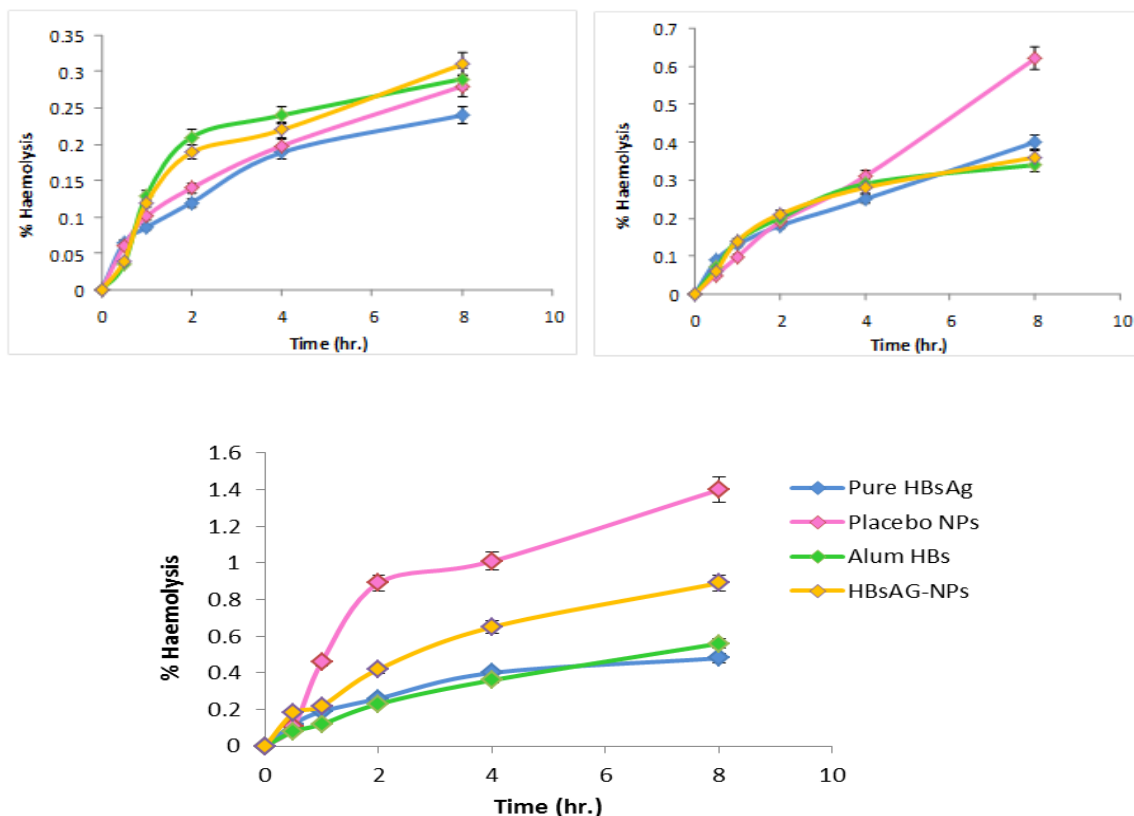 0.35
0.3
0.25
0.2
0.15
0.1
0.05
0
% Haemolysis
0 2 4 6 8 10
Time (hr.)
0.7
0.6
0.5
0.4
0.3
0.2
0.1
0
% Haemolysis
0 2 4 6 8 10
Time (hr.)
1.6
1.4
1.2
1
0.8
0.6
0.4
0.2
0
% Haemolysis
0 2 4 6 8 10
Time (hr.)
Pure HBsAg
Placebo NPs
Alum HBs
HBsAG-NPs